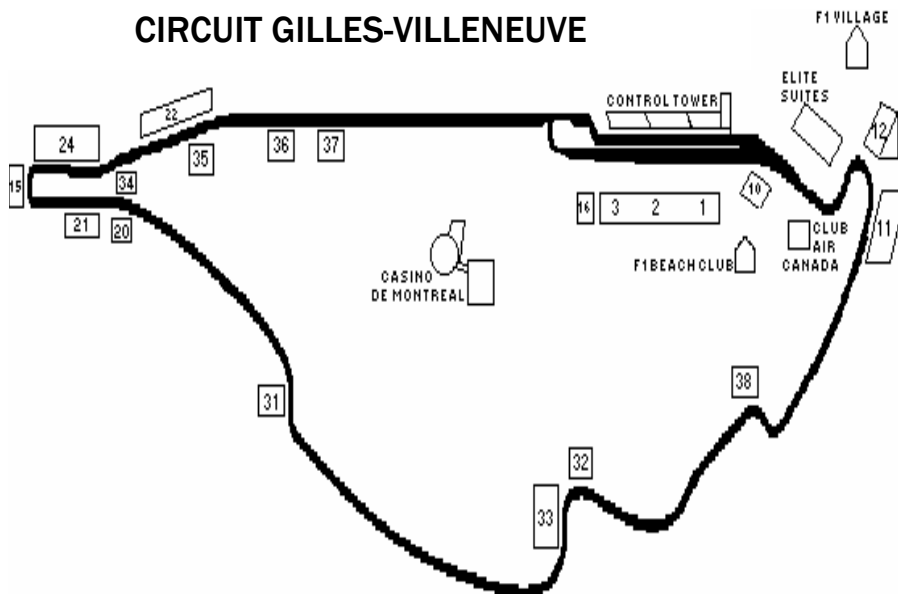 CIRCUIT GILLES-VILLENEUVE
F1 VILLAGE
ELITE
SUITES
CONTROL TOWER
22
12
24
36
37
35
34
15
10
16
3 2 1
21
20
11
CLUB
AIR
CANADA
F1 BEACH CLUB
CASINO
DE MONTREAL
38
31
32
33